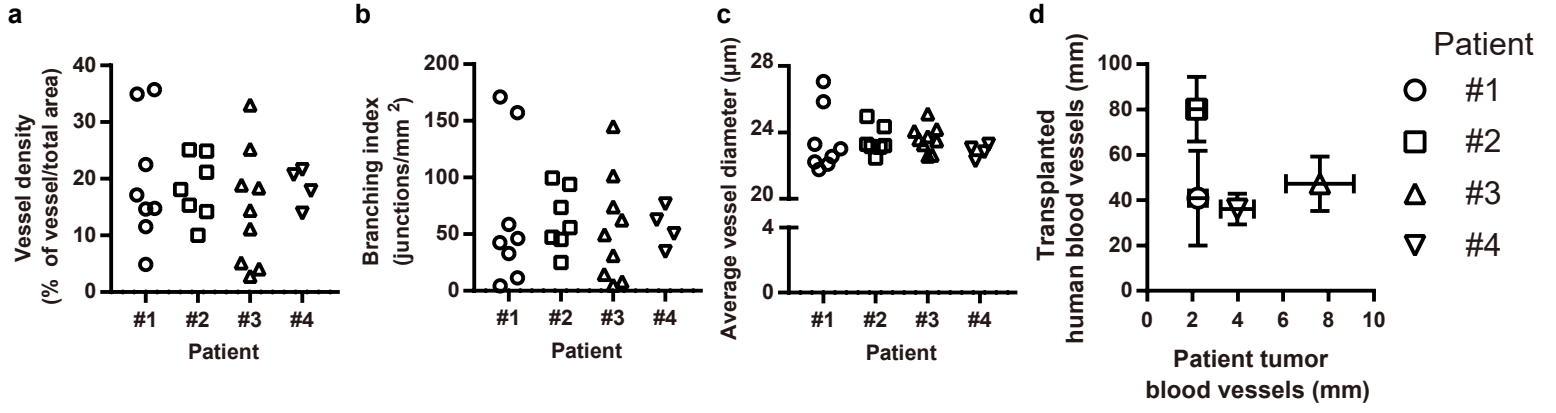 a
Vessel density
(% of vessel/total area)
40
30
20
10
0
#1 #2 #3 #4
Patient
b
Branching index
(junctions/mm ²)
200
150
100
50
0
#1 #2 #3 #4
Patient
c
Average vessel diameter (µm)
28
24
20
4
0
#1 #2 #3 #4
Patient
d
Transplanted
human blood vessels (mm)
100
80
60
40
20
0
0 2 4 6 8 10
Patient tumor
blood vessels (mm)
Patient
#1
#2
#3
#4